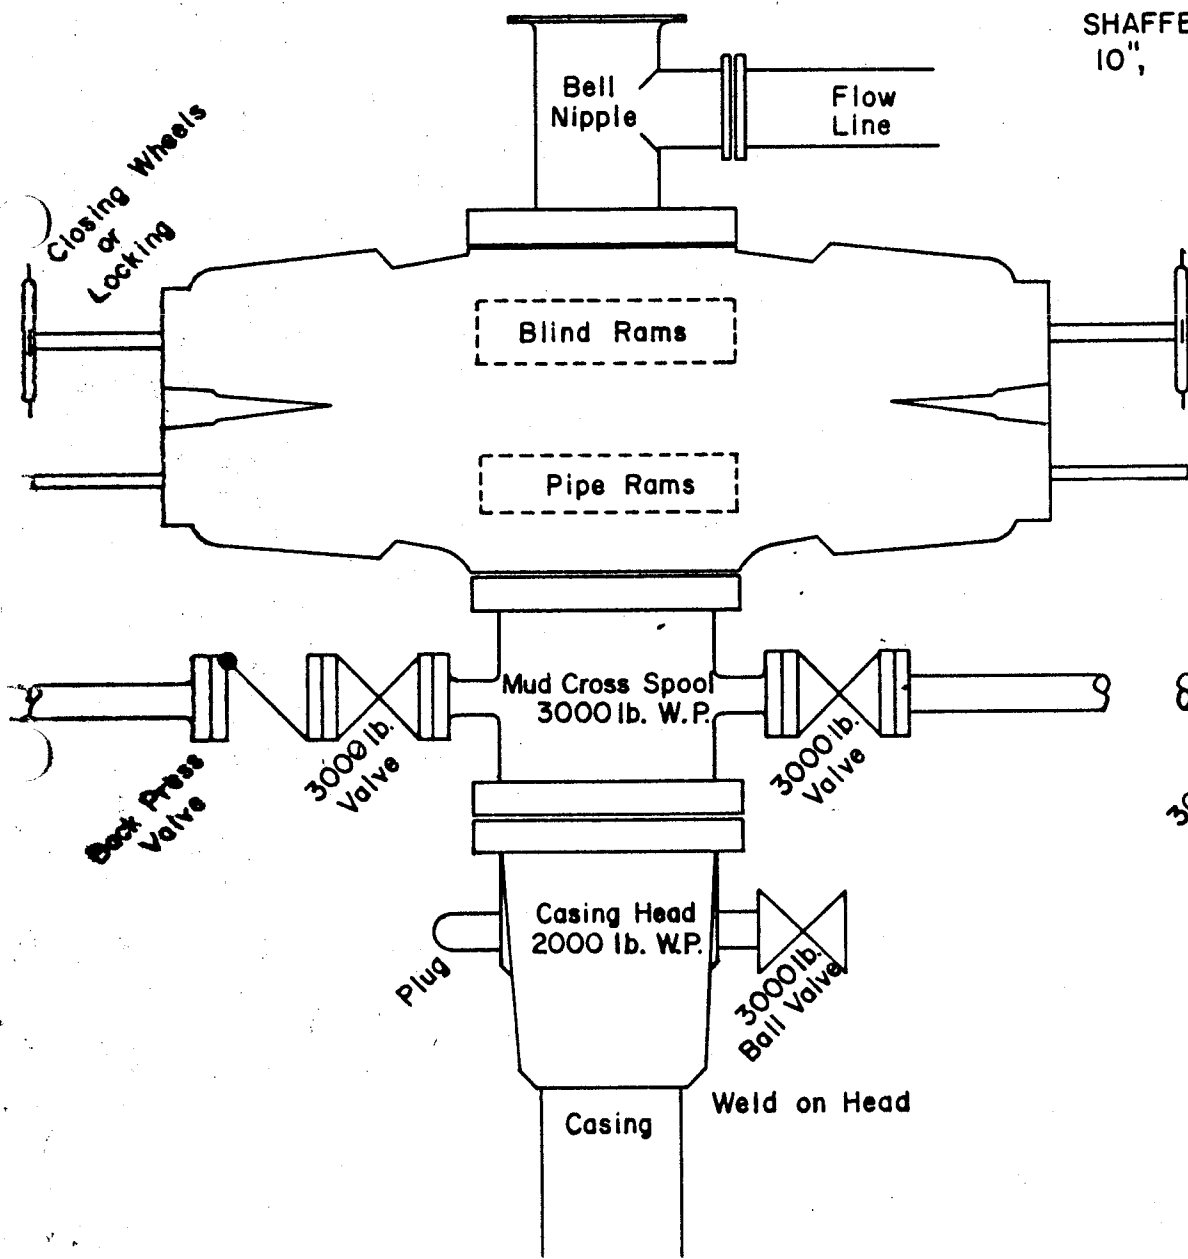 SHAFFE
10",
Bell
Nipple
Flow
Line
Closing Wheels
or
Locking
Blind Rams
Pipe Rams
Mud Cross Spool
3000 lb. W.P.
3000 lb.
Valve
3000 lb.
Valve
Back Press
Valve
30
Casing Head
2000 lb. W.P.
Plug
3000 lb.
Ball Valve
Weld on Head
Casing